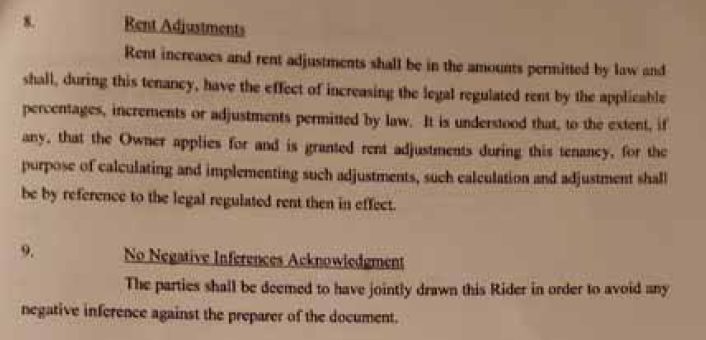 8. Rent Adjustments
Rent increases and rent adjustments shall be in the amounts permitted by law and
shall, during this tenancy, have the effect of increasing the legal regulated rent by the applicable
percentages, increments or adjustments permitted by law. It is understood that, to the extent, if
any, that the Owner applies for and is granted rent adjustments during this tenancy, for the
purpose of calculating and implementing such adjustments, such calculation and adjustment shall
be by reference to the legal regulated rent then in effect.
9. No Negative Inferences Acknowledgment
The parties shall be deemed to have jointly drawn this Rider in order to avoid any
negative inference against the preparer of the document.